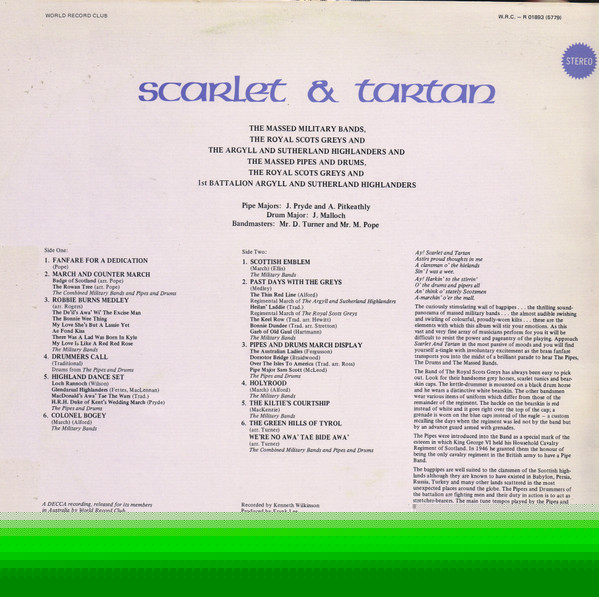 WORLD RECORD CLUB
W.R.C. – R 01893 (S779)
STEREO
scarlet & tartan
THE MASSED MILITARY BANDS,
THE ROYAL SCOTS GREYS AND
THE ARGYLL AND SUTHERLAND HIGHLANDERS AND
THE MASSED PIPES AND DRUMS,
THE ROYAL SCOTS GREYS AND
1st BATTALION ARGYLL AND SUTHERLAND HIGHLANDERS
Pipe Majors: J. Pryde and A. Pitkeathly
Drum Major: J. Malloch
Bandmasters: Mr. D. Turner and Mr. M. Pope
Side One:
1. FANFARE FOR A DEDICATION
(Pope)
2. MARCH AND COUNTER MARCH
Badge of Scotland (arr. Pope)
The Rowan Tree (arr. Pope)
The Combined Military Bands and Pipes and Drums
3. ROBBIE BURNS MEDLEY
(arr. Rogers)
The De'il's Awa' Wi' The Excise Man
The Bonnie Wee Thing
My Love She's But A Lassie Yet
Ae Fond Kiss
There Was A Lad Was Born In Kyle
My Love Is Like A Red Red Rose
The Military Bands
4. DRUMMERS CALL
(Traditional)
Drums from The Pipes and Drums
5. HIGHLAND DANCE SET
Loch Rannoch (Wilson)
Glendaruel Highlanders (Fettes, MacLennan)
MacDonald's Awa' Tae The Wars (Trad.)
H.R.H. Duke of Kent's Wedding March (Pryde)
The Pipes and Drums
6. COLONEL BOGEY
(March) (Alford)
The Military Bands
A DECCA recording, released for its members
in Australia by World Record Club
Side Two:
1. SCOTTISH EMBLEM
(March) (Ellis)
The Military Bands
2. PAST DAYS WITH THE GREYS
(Medley)
The Thin Red Line (Alford)
Regimental March of The Argyll and Sutherland Highlanders
Hielan' Laddie (Trad.)
Regimental March of The Royal Scots Greys
The Keel Row (Trad. arr. Hewitt)
Bonnie Dundee (Trad. arr. Stretton)
Garb of Old Gaul (Hartmann)
The Military Bands
3. PIPES AND DRUMS MARCH DISPLAY
The Australian Ladies (Ferguson)
Dornoter Bridge (Braidwood)
Over The Isles To America (Trad. arr. Ross)
Pipe Major Sam Scott (McLeod)
The Pipes and Drums
4. HOLYROOD
(March) (Alford)
The Military Bands
5. THE KILTIE'S COURTSHIP
(MacKenzie)
The Military Bands
6. THE GREEN HILLS OF TYROL
(arr. Turner)
WE'RE NO AWA' TAE BIDE AWA'
(arr. Turner)
The Combined Military Bands and Pipes and Drums
Recorded by Kenneth Wilkinson
Produced by Frank Lee
Ay! Scarlet and Tartan
Astirs proud thoughts in me
A clansman o' the hielands
Sin' I was a wee.
Ay! Harkin' to the stirrin'
O' the drums and pipers all
An' think o' stately Scotsmen
A-marchin' o'er the mall.
The curiously stimulating wail of bagpipes . . . the thrilling sound-
panorama of massed military bands . . . the almost audible swishing
and swirling of colourful, proudly-worn kilts . . . these are the
elements with which this album will stir your emotions. As this
vast and very fine array of musicians perform for you it will be
difficult to resist the power and pageantry of the playing. Approach
Scarlet And Tartan in the most passive of moods and you will find
yourself a-tingle with involuntary excitement as the brass fanfare
transports you into the midst of a brilliant parade to hear The Pipes,
The Drums and The Massed Bands.
The Band of The Royal Scots Greys has always been easy to pick
out. Look for their handsome grey horses, scarlet tunics and bear-
skin caps. The kettle-drummer is mounted on a black drum horse
and he wears a distinctive white bearskin. The other bandsmen
wear various items of uniform which differ from those of the
remainder of the regiment. The hackle on the bearskin is red
instead of white and it goes right over the top of the cap; a
grenade is worn on the blue caps instead of the eagle — a custom
recalling the days when the regiment was led not by the band but
by an advance guard armed with grenades.
The Pipes were introduced into the Band as a special mark of the
esteem in which King George VI held his Household Cavalry
Regiment of Scotland. In 1946 he granted them the honour of
being the only cavalry regiment in the British army to have a Pipe
Band.
The bagpipes are well suited to the clansmen of the Scottish high-
lands although they are known to have existed in Babylon, Persia,
Russia, Turkey and many other lands scattered in the most
unexpected places around the globe. The Pipers and Drummers of
the battalion are fighting men and their duty in action is to act as
stretcher-bearers. The main tune tempos played by the Pipes and